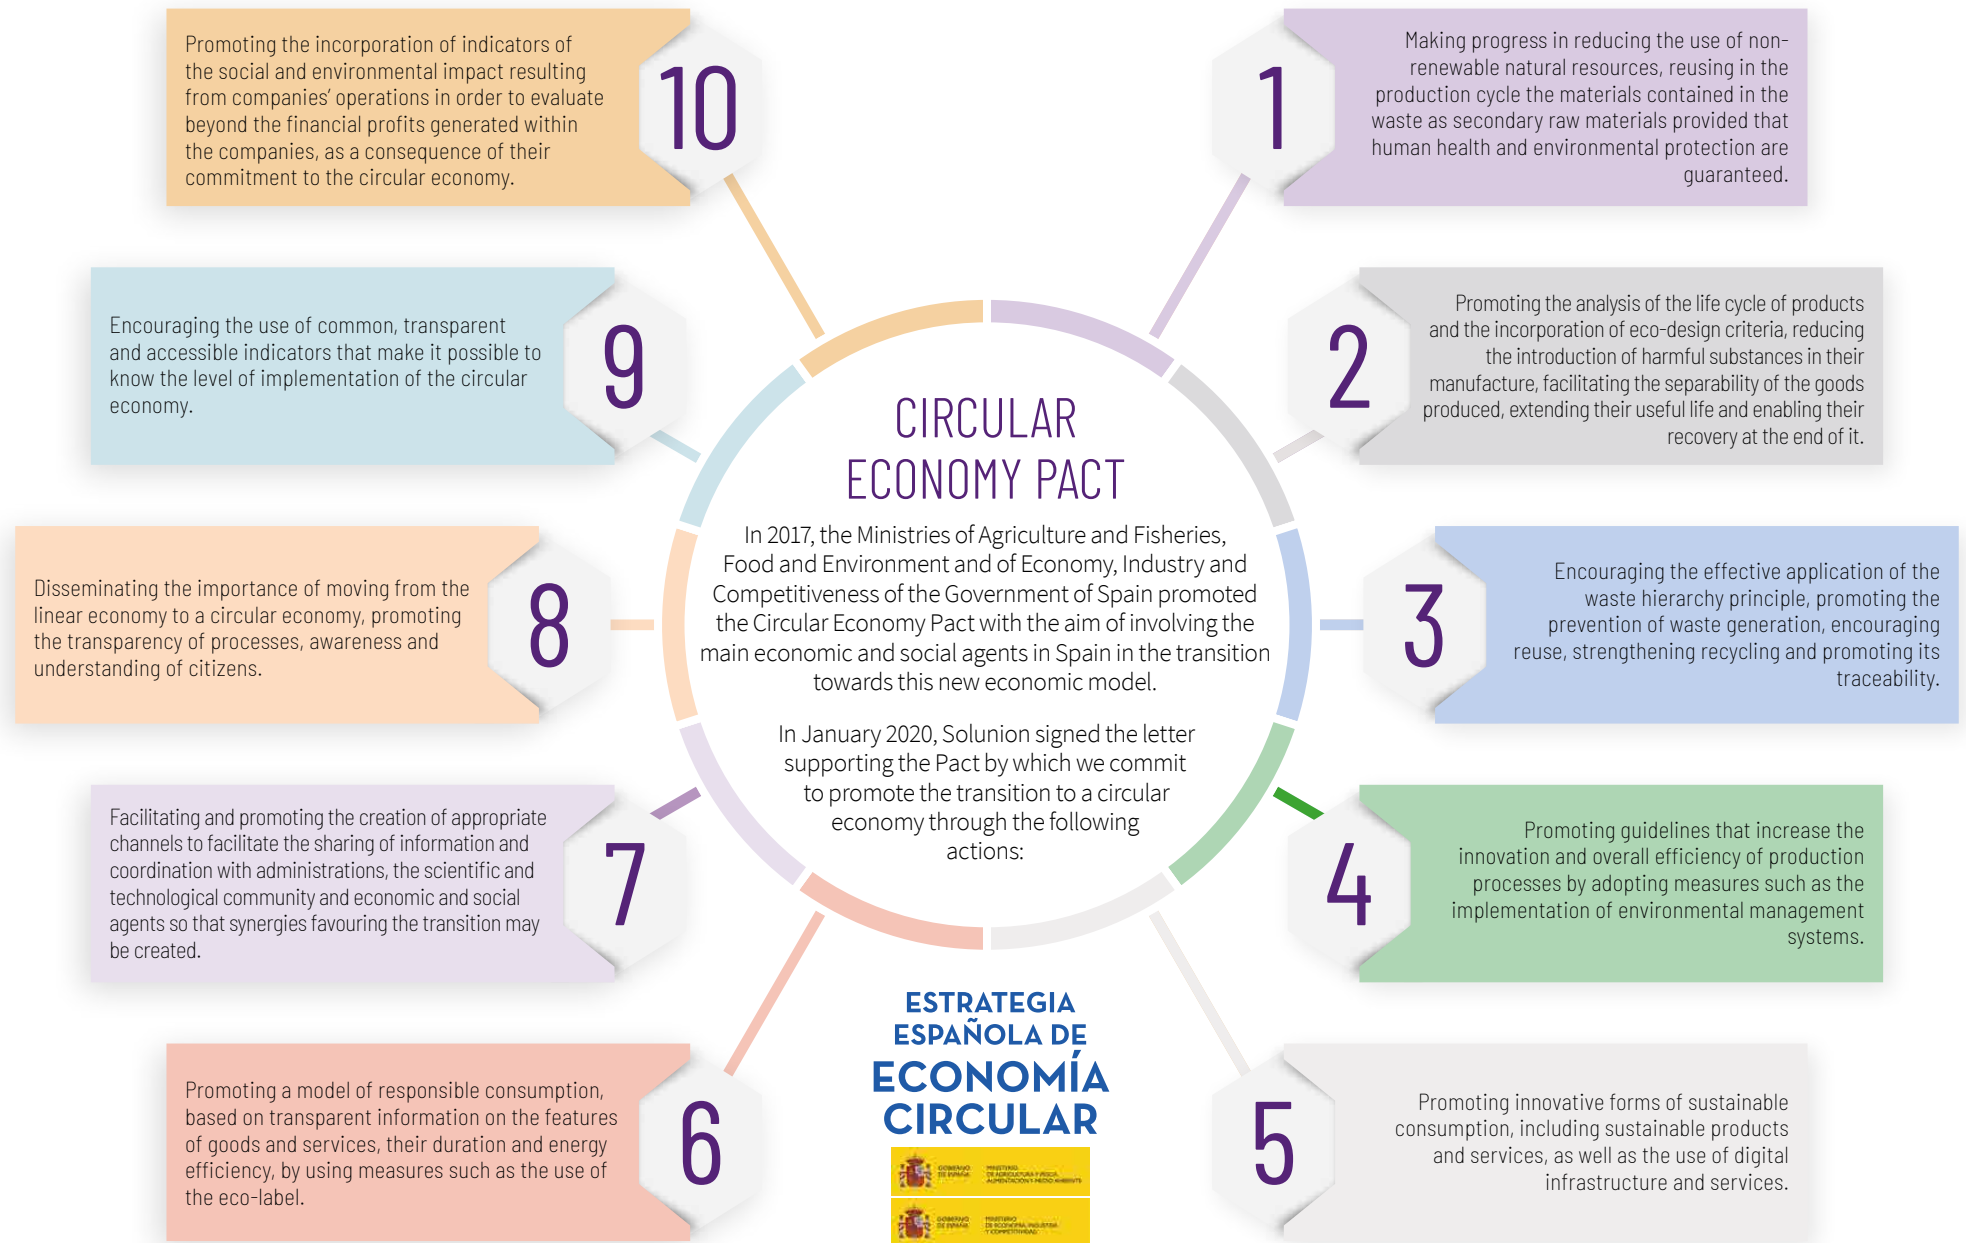 CIRCULAR
ECONOMY PACT
In 2017, the Ministries of Agriculture and Fisheries,
Food and Environment and of Economy, Industry and
Competitiveness of the Government of Spain promoted
the Circular Economy Pact with the aim of involving the
main economic and social agents in Spain in the transition
towards this new economic model.
In January 2020, Solunion signed the letter
supporting the Pact by which we commit
to promote the transition to a circular
economy through the following
actions:
1
Making progress in reducing the use of non-
renewable natural resources, reusing in the
production cycle the materials contained in the
waste as secondary raw materials provided that
human health and environmental protection are
guaranteed.
2
Promoting the analysis of the life cycle of products
and the incorporation of eco-design criteria, reducing
the introduction of harmful substances in their
manufacture, facilitating the separability of the goods
produced, extending their useful life and enabling their
recovery at the end of it.
3
Encouraging the effective application of the
waste hierarchy principle, promoting the
prevention of waste generation, encouraging
reuse, strengthening recycling and promoting its
traceability.
4
Promoting guidelines that increase the
innovation and overall efficiency of production
processes by adopting measures such as the
implementation of environmental management
systems.
5
Promoting innovative forms of sustainable
consumption, including sustainable products
and services, as well as the use of digital
infrastructure and services.
6
Promoting a model of responsible consumption,
based on transparent information on the features
of goods and services, their duration and energy
efficiency, by using measures such as the use of
the eco-label.
7
Facilitating and promoting the creation of appropriate
channels to facilitate the sharing of information and
coordination with administrations, the scientific and
technological community and economic and social
agents so that synergies favouring the transition may
be created.
8
Disseminating the importance of moving from the
linear economy to a circular economy, promoting
the transparency of processes, awareness and
understanding of citizens.
9
Encouraging the use of common, transparent
and accessible indicators that make it possible to
know the level of implementation of the circular
economy.
10
Promoting the incorporation of indicators of
the social and environmental impact resulting
from companies' operations in order to evaluate
beyond the financial profits generated within
the companies, as a consequence of their
commitment to the circular economy.
ESTRATEGIA
ESPAÑOLA DE
ECONOMÍA
CIRCULAR
GOBIERNO
DE ESPAÑA
MINISTERIO
DE AGRICULTURA Y PESCA,
ALIMENTACIÓN Y MEDIO AMBIENTE
GOBIERNO
DE ESPAÑA
MINISTERIO
DE ECONOMÍA, INDUSTRIA
Y COMPETITIVIDAD